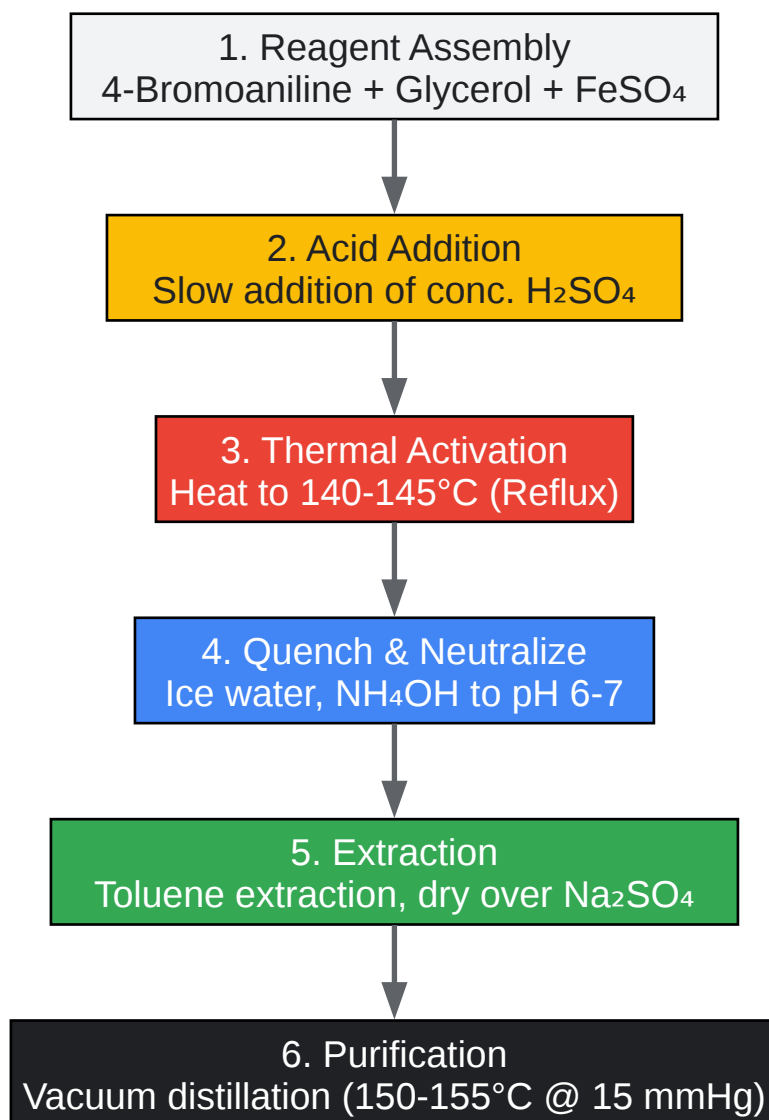 1. Reagent Assembly
4-Bromoaniline + Glycerol + FeSO₄
2. Acid Addition
Slow addition of conc. H₂SO₄
3. Thermal Activation
Heat to 140-145°C (Reflux)
4. Quench & Neutralize
Ice water, NH₄OH to pH 6-7
5. Extraction
Toluene extraction, dry over Na₂SO₄
6. Purification
Vacuum distillation (150-155°C @ 15 mmHg)